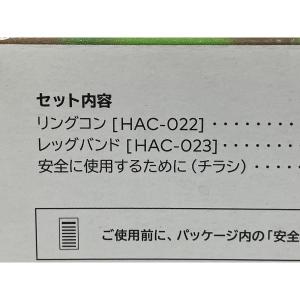 セット内容
リングコン [HAC-022] ・・・・・・・・
レッグバンド [HAC-023] ・・・・・・・
安全に使用するために（チラシ）・・・・
ご使用前に、パッケージ内の「安全